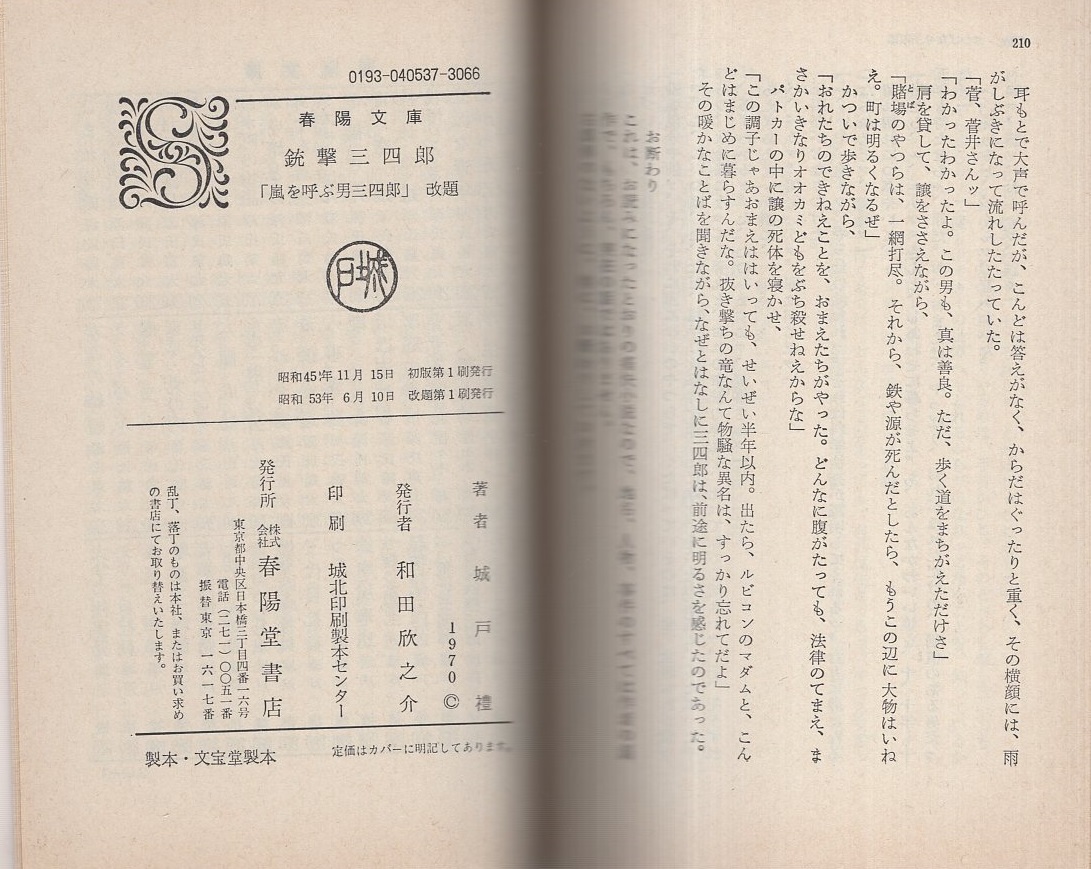 210
耳もとで大声で呼んだが、こんどは答えがなく、からだはぐったりと重く、その横顔には、雨
がしぶきになって流れしたたっていた。
「菅、菅井さんッ」
「わかったわかったよ。この男も、真は善良。ただ、歩く道をまちがえただけさ」
肩を貸して、譲をささえながら、
「賭場のやつらは、一網打尽。それから、鉄や源が死んだとしたら、もうこの辺に大物はいね
え。町は明るくなるぜ」
かついで歩きながら、
「おれたちのできねえことを、おまえたちがやった。どんなに腹がたっても、法律のてまえ、ま
さかいきなりオオカミどもをぶち殺せねえからな」
パトカーの中に譲の死体を寝かせ、
「この調子じゃあおまえははいっても、せいぜい半年以内。出たら、ルビコンのマダムと、こん
どはまじめに暮らすんだな。抜き撃ちの竜なんて物騒な異名は、すっかり忘れてだよ」
その暖かなことばを聞きながら、なぜとはなしに三四郎は、前途に明るさを感じたのであった。
お断わり
これは、お読みになったとおりの
0193-040537-3066
春陽文庫
銃撃三四郎
「嵐を呼ぶ男三四郎」改題
城戸
昭和45年11月15日 初版第1刷発行
昭和53年6月10日 改題第1刷発行
著者 城戸禮
1970 ©
発行者 和田欣之介
印刷 城北印刷製本センター
発行所 株式会社 春陽堂書店
東京都中央区日本橋三丁目四番一六号
電話(二七一)〇〇五一番
振替東京 一六一七番
乱丁、落丁のものは本社、またはお買い求め
の書店にてお取り替えいたします。
定価はカバーに明記してあります。
製本・文宝堂製本